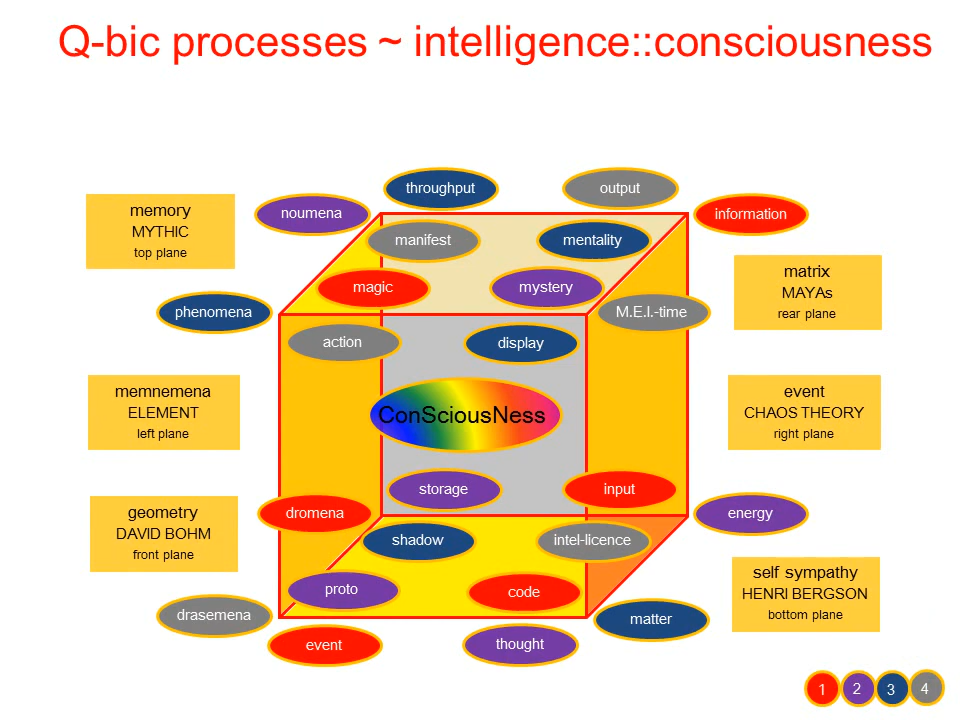 Q-bic processes ~ intelligence::consciousness
throughput
output
noumena
information
memory
MYTHIC
top plane
manifest
mentality
magic
mystery
matrix
MAYAs
rear plane
phenomena
M.E.I.-time
action
display
memnemena
ELEMENT
left plane
ConSciousNess
event
CHAOS THEORY
right plane
storage
input
geometry
DAVID BOHM
front plane
dromena
energy
shadow
intel-licence
self sympathy
HENRI BERGSON
bottom plane
proto
code
drasemena
matter
event
thought
1 2 3 4